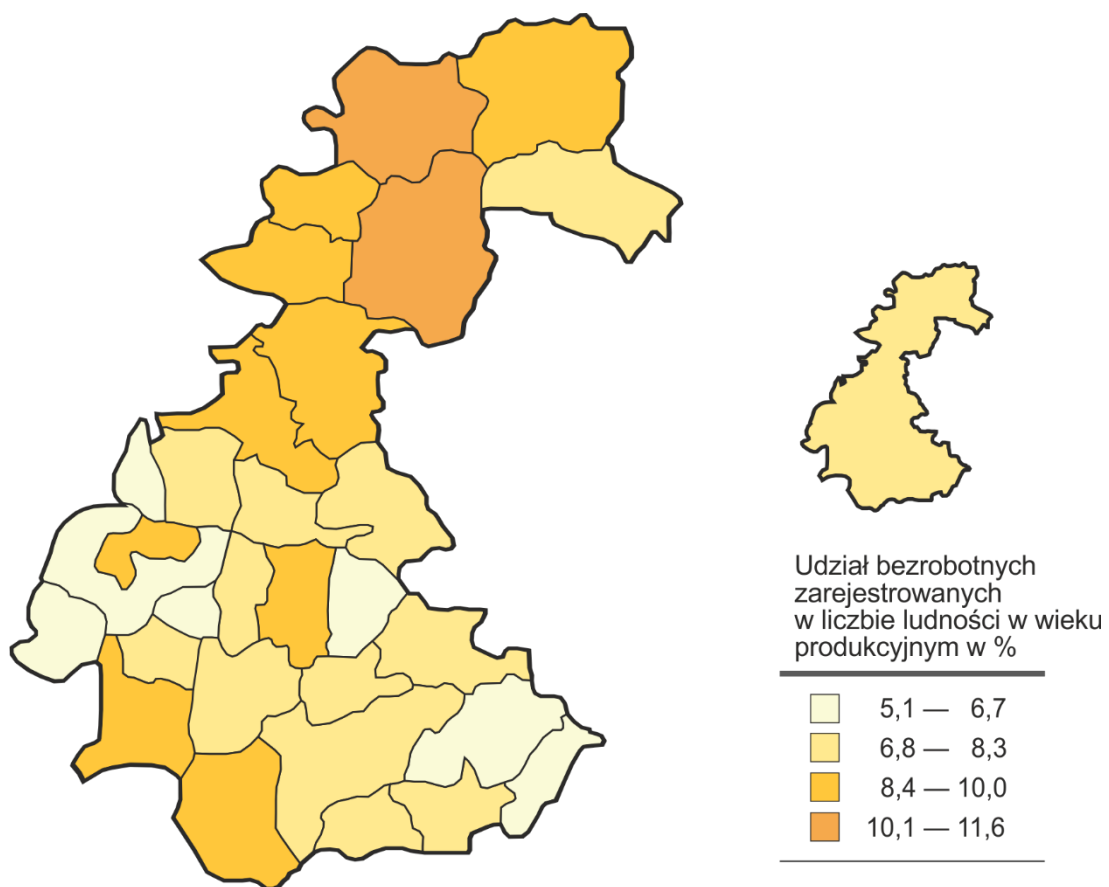 Udział bezrobotnych
zarejestrowanych
w liczbie ludności w wieku
produkcyjnym w %
5,1 — 6,7
6,8 — 8,3
8,4 — 10,0
10,1 — 11,6